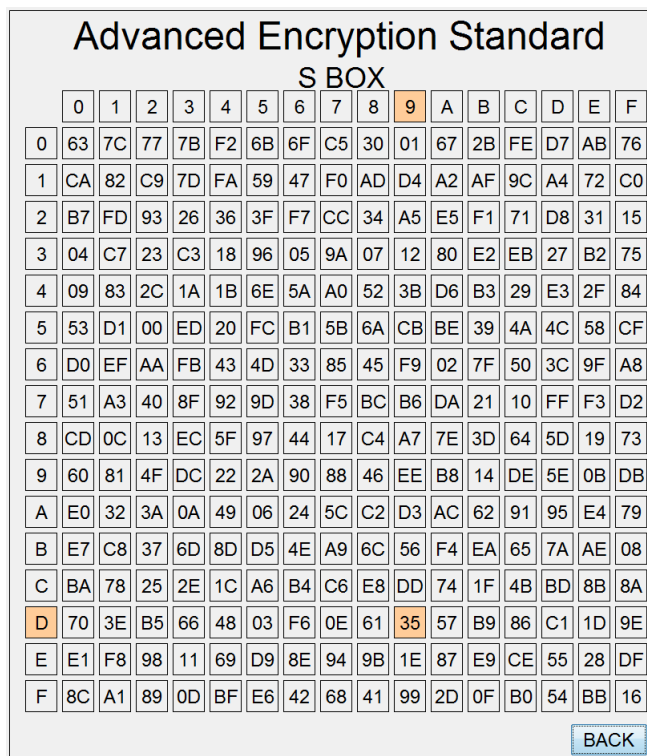 Advanced Encryption Standard
S BOX
0 1 2 3 4 5 6 7 8 9 A B C D E F
0 63 7C 77 7B F2 6B 6F C5 30 01 67 2B FE D7 AB 76
1 CA 82 C9 7D FA 59 47 F0 AD D4 A2 AF 9C A4 72 C0
2 B7 FD 93 26 36 3F F7 CC 34 A5 E5 F1 71 D8 31 15
3 04 C7 23 C3 18 96 05 9A 07 12 80 E2 EB 27 B2 75
4 09 83 2C 1A 1B 6E 5A A0 52 3B D6 B3 29 E3 2F 84
5 53 D1 00 ED 20 FC B1 5B 6A CB BE 39 4A 4C 58 CF
6 D0 EF AA FB 43 4D 33 85 45 F9 02 7F 50 3C 9F A8
7 51 A3 40 8F 92 9D 38 F5 BC B6 DA 21 10 FF F3 D2
8 CD 0C 13 EC 5F 97 44 17 C4 A7 7E 3D 64 5D 19 73
9 60 81 4F DC 22 2A 90 88 46 EE B8 14 DE 5E 0B DB
A E0 32 3A 0A 49 06 24 5C C2 D3 AC 62 91 95 E4 79
B E7 C8 37 6D 8D D5 4E A9 6C 56 F4 EA 65 7A AE 08
C BA 78 25 2E 1C A6 B4 C6 E8 DD 74 1F 4B BD 8B 8A
D 70 3E B5 66 48 03 F6 0E 61 35 57 B9 86 C1 1D 9E
E E1 F8 98 11 69 D9 8E 94 9B 1E 87 E9 CE 55 28 DF
F 8C A1 89 0D BF E6 42 68 41 99 2D 0F B0 54 BB 16
BACK